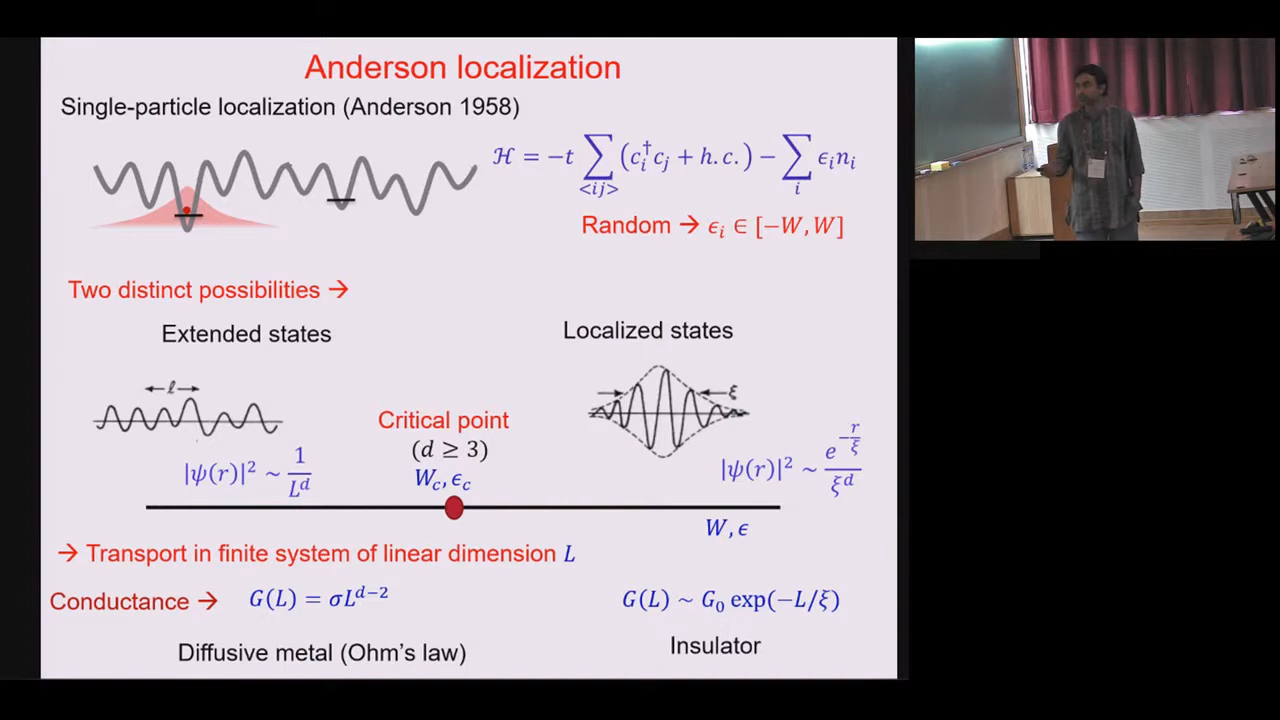 Anderson localization
Single-particle localization (Anderson 1958)
ℋ = −t ∑_{<ij>} (c_i^† c_j + h.c.) − ∑_i ϵ_i n_i
Random → ϵ_i ∈ [−W, W]
Two distinct possibilities →
Extended states
Localized states
ℓ
ξ
Critical point
(d ≥ 3)
W_c, ϵ_c
|ψ(r)|² ~ 1/L^d
|ψ(r)|² ~ e^{−r/ξ}/ξ^d
W, ϵ
→ Transport in finite system of linear dimension L
Conductance → G(L) = σL^{d−2}
G(L) ~ G₀ exp(−L/ξ)
Diffusive metal (Ohm's law)
Insulator